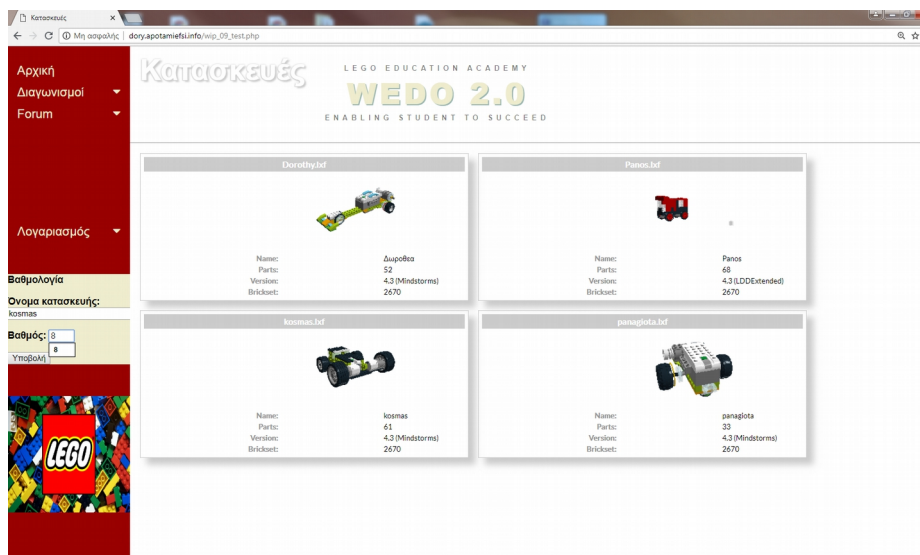 Κατασκευές
Μη ασφαλής | dory.apotamiefsi.info/wip_09_test.php
Αρχική
Διαγωνισμοί
Forum
Λογαριασμός
Βαθμολογία
Όνομα κατασκευής:
kosmas
Βαθμός: 8
8
Υποβολή
LEGO
Κατασκευές
LEGO EDUCATION ACADEMY
WEDO 2.0
ENABLING STUDENT TO SUCCEED
Dorothy.lxf
Name: Δωροθεα
Parts: 52
Version: 4.3 (Mindstorms)
Brickset: 2670
Panos.lxf
Name: Panos
Parts: 68
Version: 4.3 (LDDExtended)
Brickset: 2670
kosmas.lxf
Name: kosmas
Parts: 61
Version: 4.3 (Mindstorms)
Brickset: 2670
panagiota.lxf
Name: panagiota
Parts: 33
Version: 4.3 (Mindstorms)
Brickset: 2670